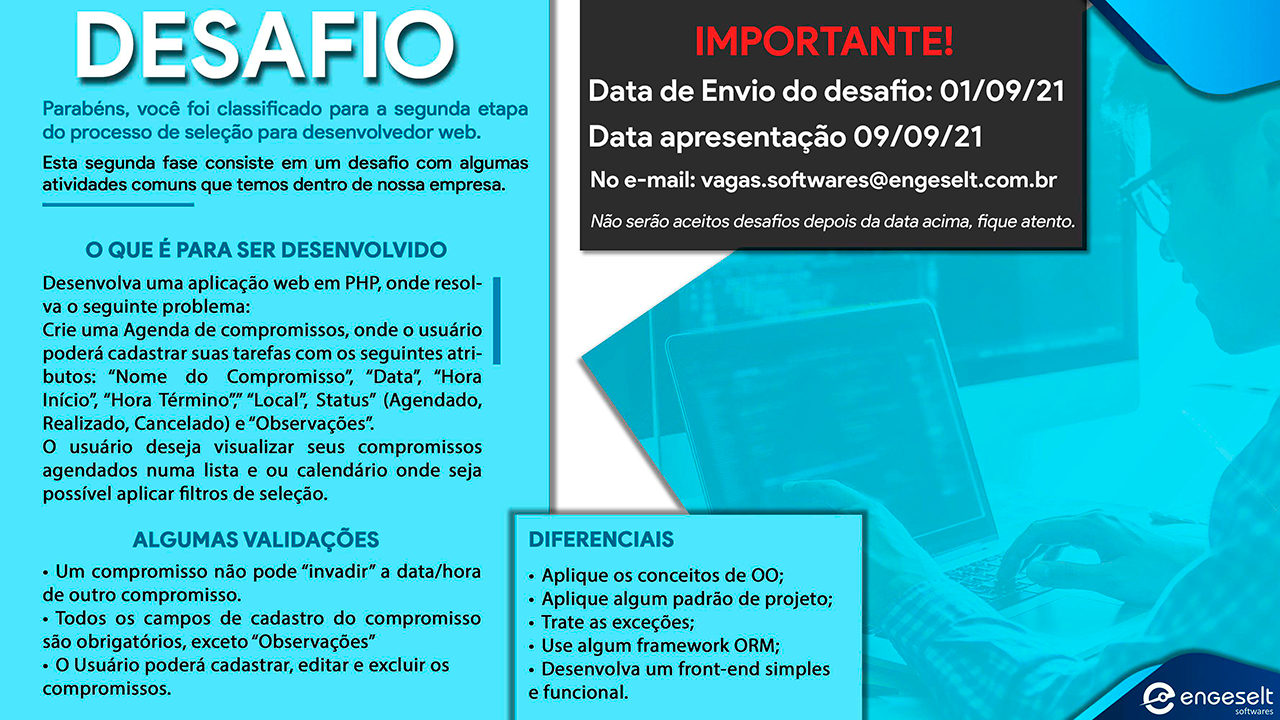 DESAFIO
Parabéns, você foi classificado para a segunda etapa
do processo de seleção para desenvolvedor web.
Esta segunda fase consiste em um desafio com algumas
atividades comuns que temos dentro de nossa empresa.
O QUE É PARA SER DESENVOLVIDO
Desenvolva uma aplicação web em PHP, onde resol-
va o seguinte problema:
Crie uma Agenda de compromissos, onde o usuário
poderá cadastrar suas tarefas com os seguintes atri-
butos: “Nome do Compromisso”, “Data”, “Hora
Início”, “Hora Término”,” “Local”, Status” (Agendado,
Realizado, Cancelado) e “Observações”.
O usuário deseja visualizar seus compromissos
agendados numa lista e ou calendário onde seja
possível aplicar filtros de seleção.
ALGUMAS VALIDAÇÕES
• Um compromisso não pode “invadir” a data/hora
de outro compromisso.
• Todos os campos de cadastro do compromisso
são obrigatórios, exceto “Observações”
• O Usuário poderá cadastrar, editar e excluir os
compromissos.
IMPORTANTE!
Data de Envio do desafio: 01/09/21
Data apresentação 09/09/21
No e-mail: vagas.softwares@engeselt.com.br
Não serão aceitos desafios depois da data acima, fique atento.
DIFERENCIAIS
• Aplique os conceitos de OO;
• Aplique algum padrão de projeto;
• Trate as exceções;
• Use algum framework ORM;
• Desenvolva um front-end simples
e funcional.
engeselt
softwares